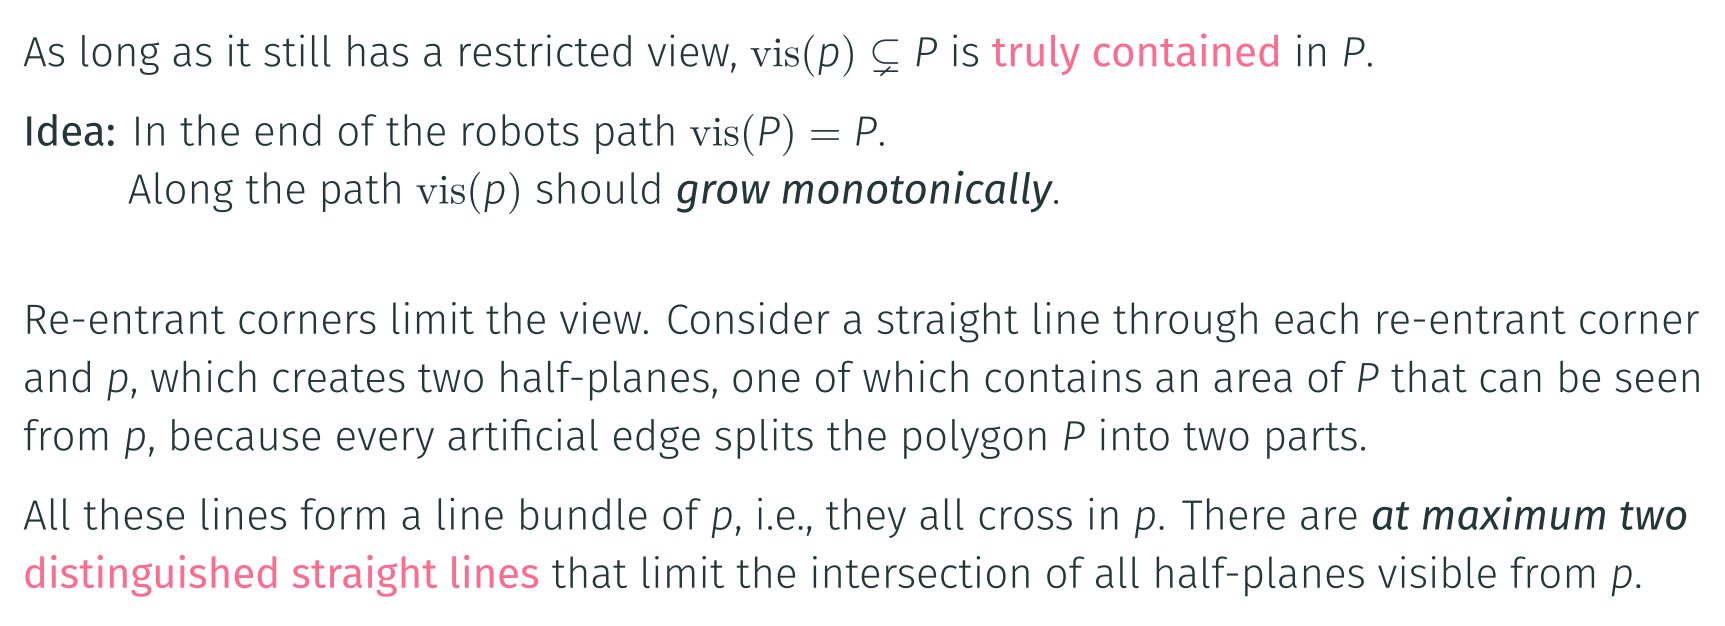 As long as it still has a restricted view, vis(p) ⊊ P is truly contained in P.
Idea: In the end of the robots path vis(P) = P.
Along the path vis(p) should grow monotonically.
Re-entrant corners limit the view. Consider a straight line through each re-entrant corner
and p, which creates two half-planes, one of which contains an area of P that can be seen
from p, because every artificial edge splits the polygon P into two parts.
All these lines form a line bundle of p, i.e., they all cross in p. There are at maximum two
distinguished straight lines that limit the intersection of all half-planes visible from p.